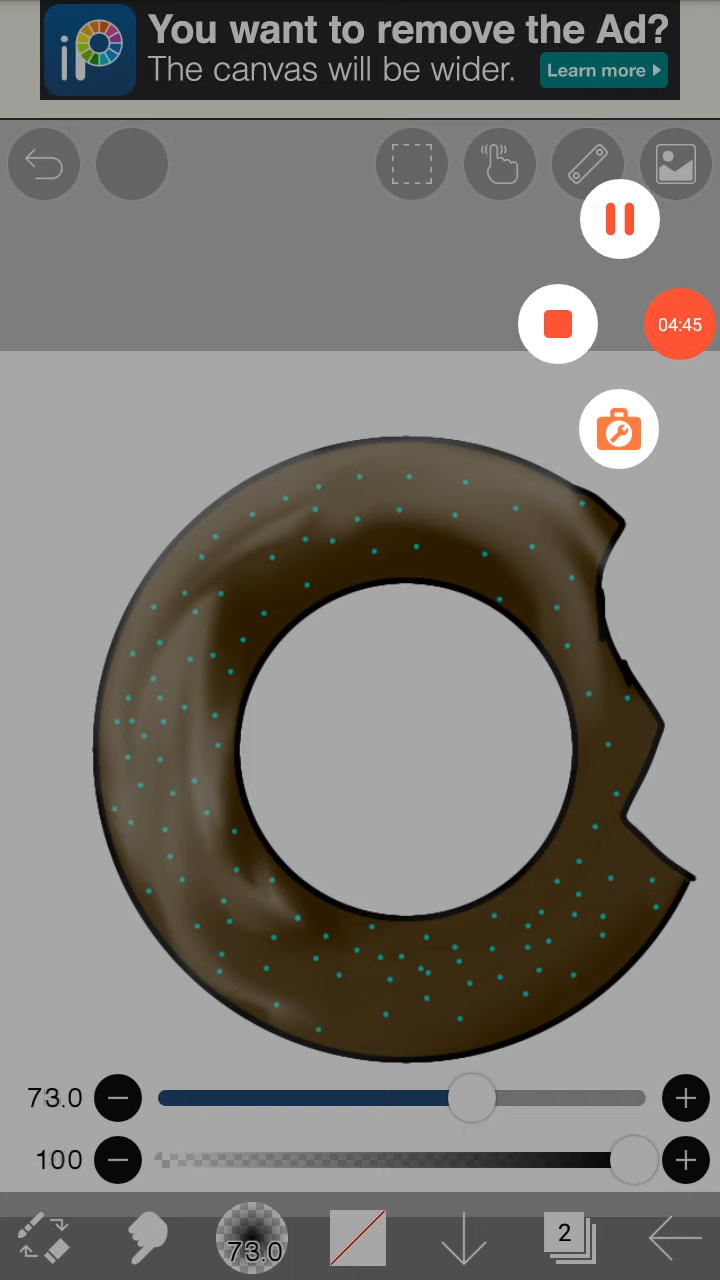 iP
You want to remove the Ad?
The canvas will be wider.
Learn more
04:45
73.0
100
73.0
2